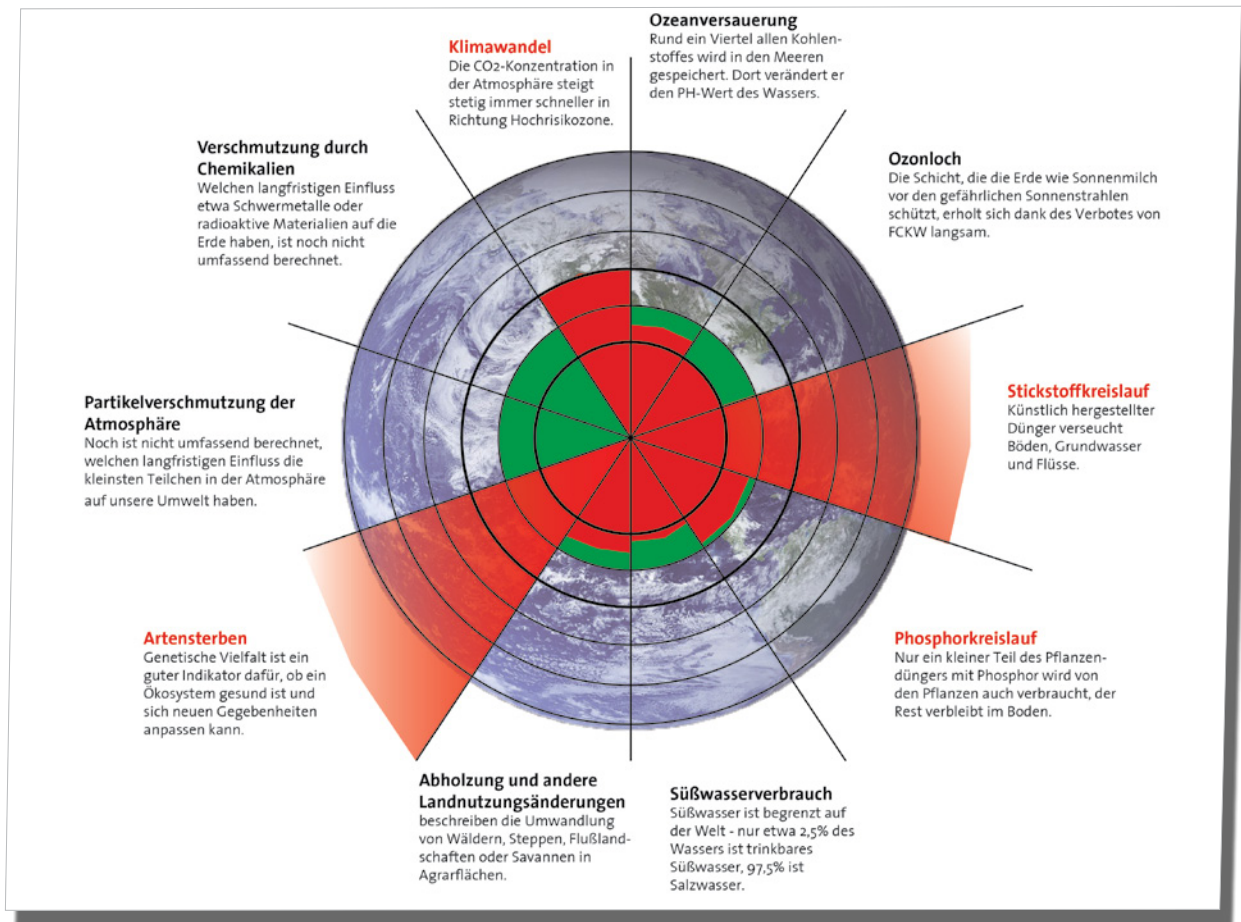 Klimawandel
Die CO2-Konzentration in
der Atmosphäre steigt
stetig immer schneller in
Richtung Hochrisikozone.
Ozeanversauerung
Rund ein Viertel allen Kohlen-
stoffes wird in den Meeren
gespeichert. Dort verändert er
den PH-Wert des Wassers.
Verschmutzung durch
Chemikalien
Welchen langfristigen Einfluss
etwa Schwermetalle oder
radioaktive Materialien auf die
Erde haben, ist noch nicht
umfassend berechnet.
Ozonloch
Die Schicht, die die Erde wie Sonnenmilch
vor den gefährlichen Sonnenstrahlen
schützt, erholt sich dank des Verbotes von
FCKW langsam.
Partikelverschmutzung der
Atmosphäre
Noch ist nicht umfassend berechnet,
welchen langfristigen Einfluss die
kleinsten Teilchen in der Atmosphäre
auf unsere Umwelt haben.
Stickstoffkreislauf
Künstlich hergestellter
Dünger verseucht
Böden, Grundwasser
und Flüsse.
Artensterben
Genetische Vielfalt ist ein
guter Indikator dafür, ob ein
Ökosystem gesund ist und
sich neuen Gegebenheiten
anpassen kann.
Phosphorkreislauf
Nur ein kleiner Teil des Pflanzen-
düngers mit Phosphor wird von
den Pflanzen auch verbraucht, der
Rest verbleibt im Boden.
Abholzung und andere
Landnutzungsänderungen
beschreiben die Umwandlung
von Wäldern, Steppen, Flußland-
schaften oder Savannen in
Agrarflächen.
Süßwasserverbrauch
Süßwasser ist begrenzt auf
der Welt - nur etwa 2,5% des
Wassers ist trinkbares
Süßwasser, 97,5% ist
Salzwasser.